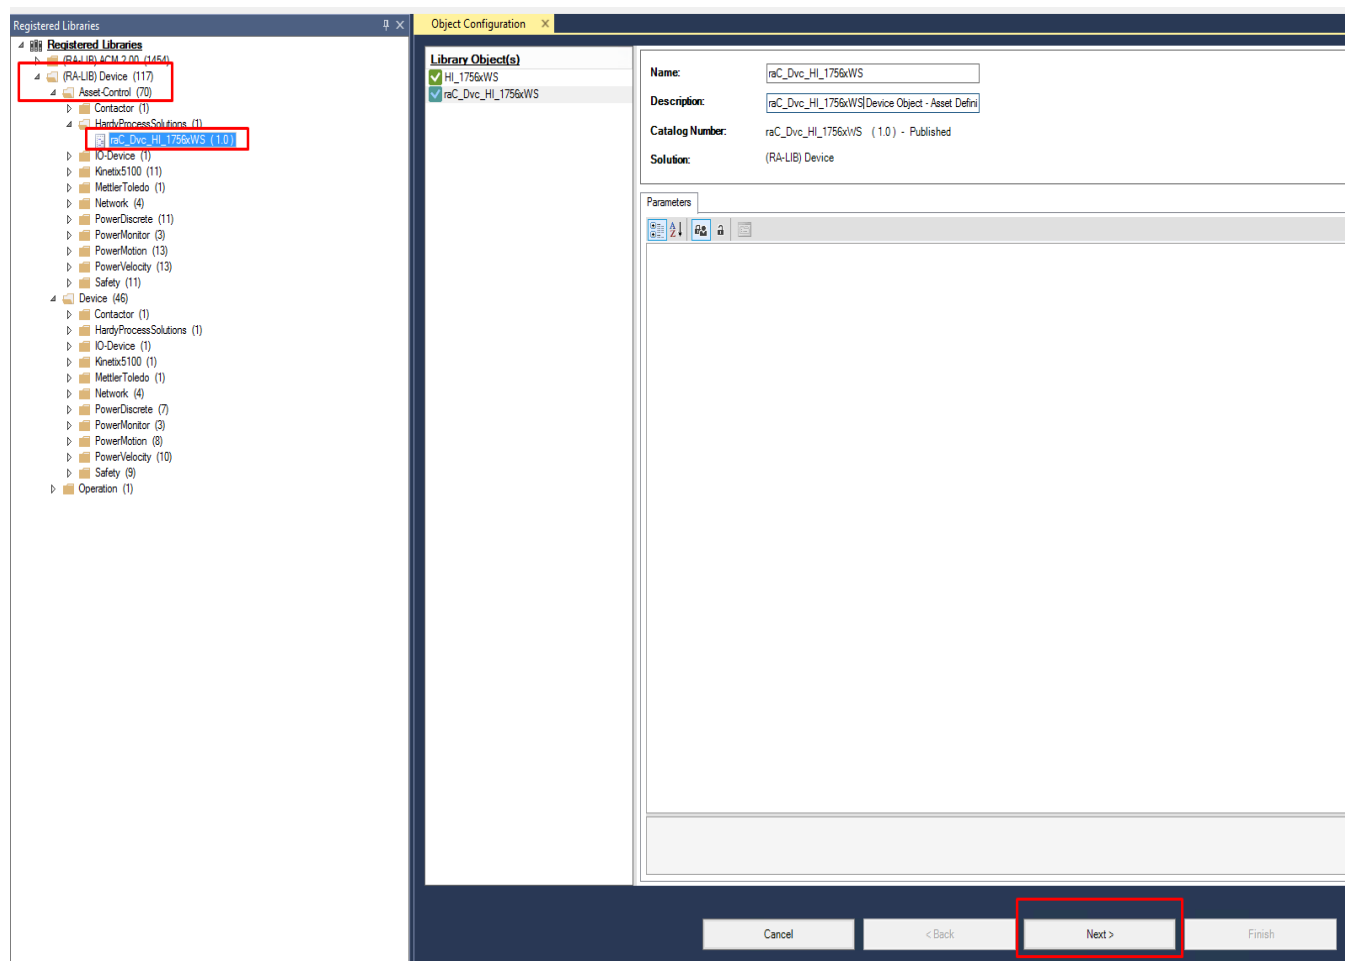 Registered Libraries
Registered Libraries
(RA-LIB) ACM 2.00 (1454)
(RA-LIB) Device (117)
Asset-Control (70)
Contactor (1)
HardyProcessSolutions (1)
raC_Dvc_HI_1756xWS (1.0)
IO-Device (1)
Kinetix5100 (11)
MettlerToledo (1)
Network (4)
PowerDiscrete (11)
PowerMonitor (3)
PowerMotion (13)
PowerVelocity (13)
Safety (11)
Device (46)
Contactor (1)
HardyProcessSolutions (1)
IO-Device (1)
Kinetix5100 (1)
MettlerToledo (1)
Network (4)
PowerDiscrete (7)
PowerMonitor (3)
PowerMotion (8)
PowerVelocity (10)
Safety (9)
Operation (1)
Object Configuration
Library Object(s)
HI_1756xWS
raC_Dvc_HI_1756xWS
Name: raC_Dvc_HI_1756xWS
Description: raC_Dvc_HI_1756xWS Device Object - Asset Defini
Catalog Number: raC_Dvc_HI_1756xWS (1.0) - Published
Solution: (RA-LIB) Device
Parameters
Cancel
< Back
Next >
Finish